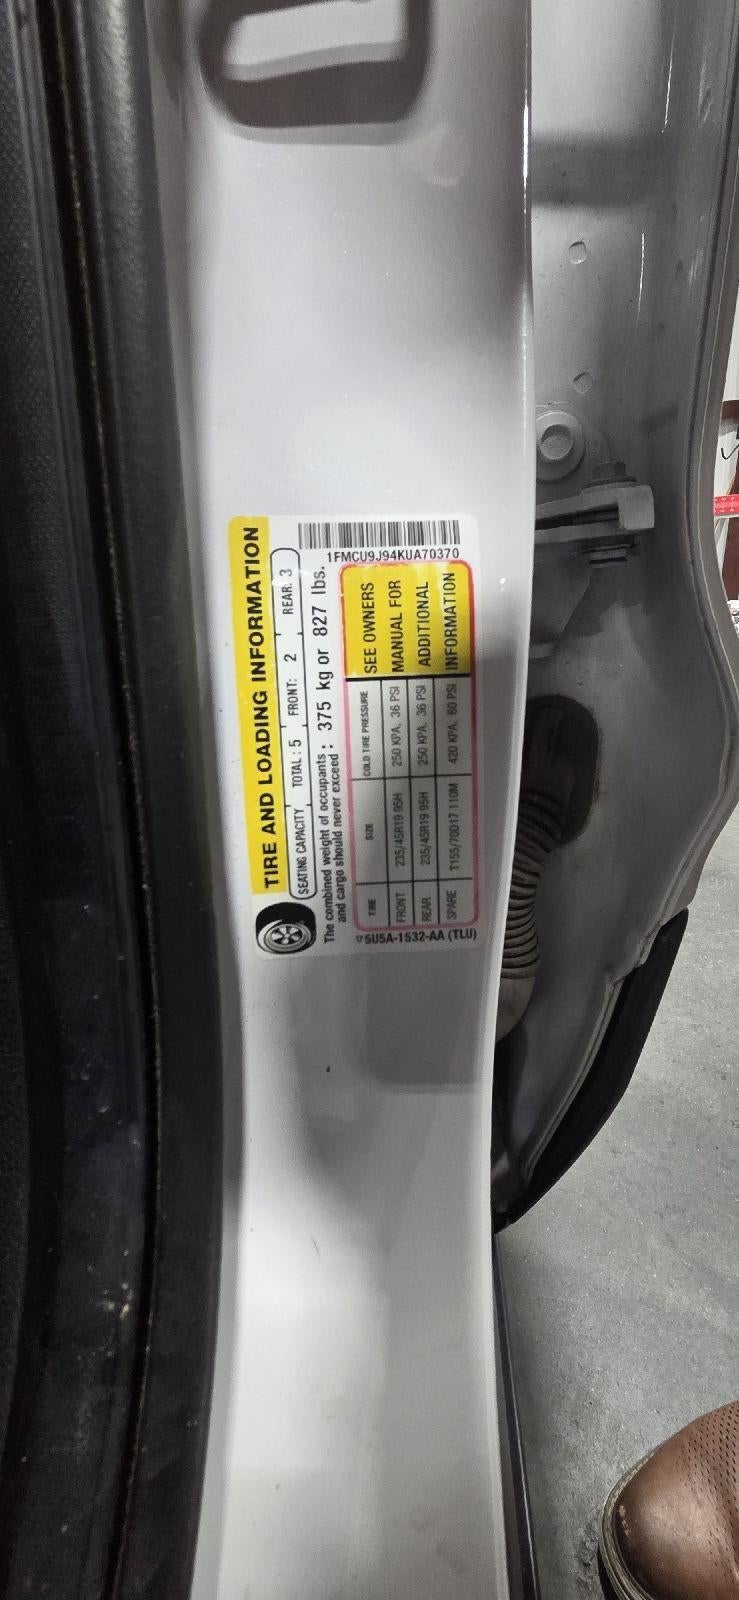 TIRE AND LOADING INFORMATION
SEATING CAPACITY TOTAL : 5 FRONT: 2 REAR: 3
The combined weight of occupants and cargo should never exceed : 375 kg or 827 lbs.
1FMCU9J94KUA70370
TIRE SIZE COLD TIRE PRESSURE
FRONT 235/45R19 95H 250 KPA, 36 PSI
REAR 235/45R19 95H 250 KPA, 36 PSI
SPARE T155/70D17 110M 420 KPA, 60 PSI
SEE OWNERS
MANUAL FOR
ADDITIONAL
INFORMATION
5U5A-1532-AA (TLU)